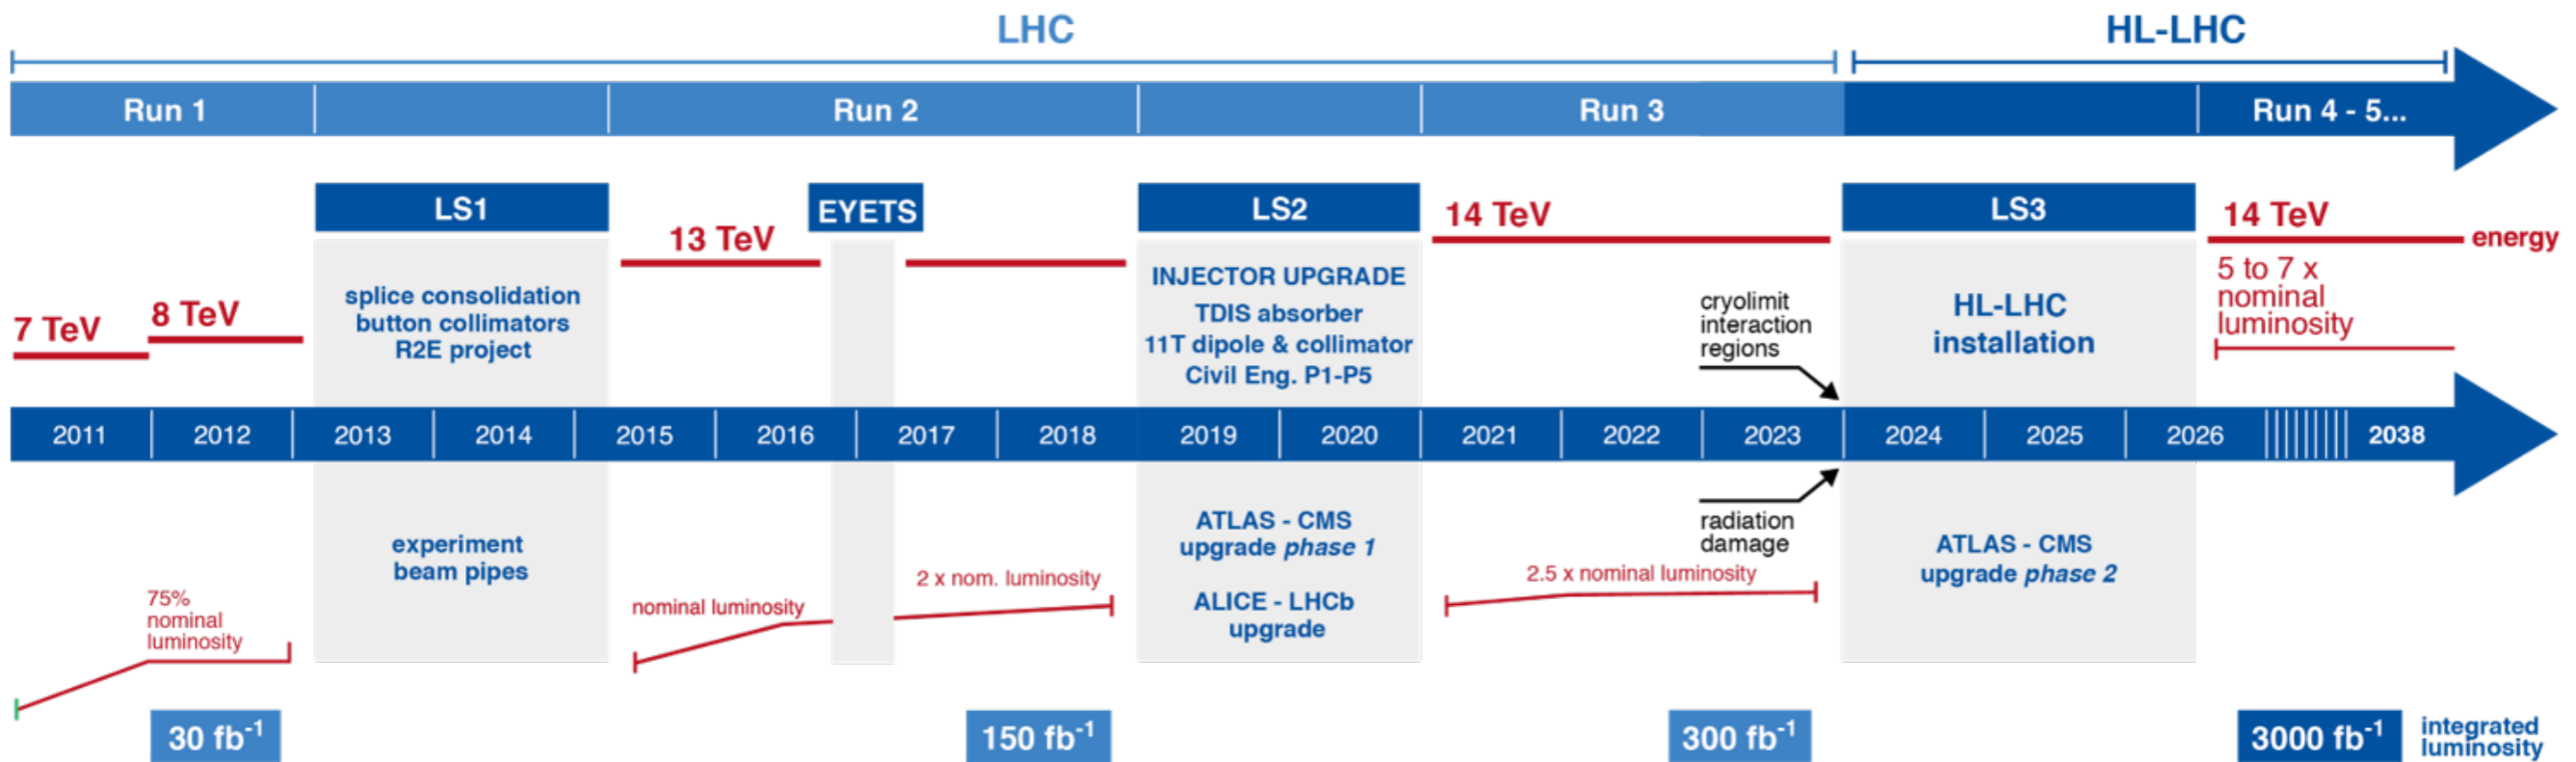 LHC
HL-LHC
Run 1
Run 2
Run 3
Run 4 - 5...
LS1
EYETS
LS2
LS3
7 TeV
8 TeV
13 TeV
14 TeV
14 TeV
energy
splice consolidation
button collimators
R2E project
INJECTOR UPGRADE
TDIS absorber
11T dipole & collimator
Civil Eng. P1-P5
cryolimit
interaction
regions
HL-LHC
installation
5 to 7 x
nominal
luminosity
2011
2012
2013
2014
2015
2016
2017
2018
2019
2020
2021
2022
2023
2024
2025
2026
2038
75%
nominal
luminosity
experiment
beam pipes
nominal luminosity
2 x nom. luminosity
ATLAS - CMS
upgrade phase 1
ALICE - LHCb
upgrade
radiation
damage
2.5 x nominal luminosity
ATLAS - CMS
upgrade phase 2
30 fb⁻¹
150 fb⁻¹
300 fb⁻¹
3000 fb⁻¹
integrated
luminosity